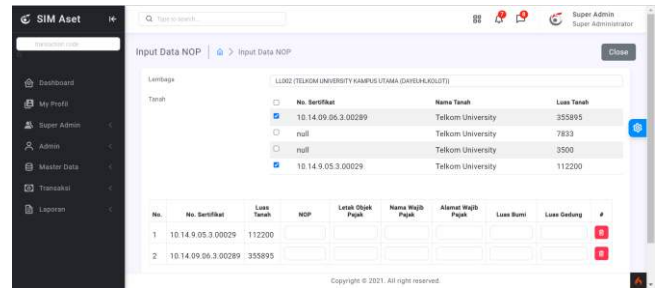 SIM Aset
Type to search...
Super Admin
Super Administrator
transaction code
Input Data NOP > Input Data NOP
Close
Dashboard
My Profil
Super Admin
Admin
Master Data
Transaksi
Laporan
Lembaga
LL002 (TELKOM UNIVERSITY KAMPUS UTAMA (DAYEUHKOLOT))
Tanah
No. Sertifikat Nama Tanah Luas Tanah
10.14.09.06.3.00289 Telkom University 355895
null Telkom University 7833
null Telkom University 3500
10.14.9.05.3.00029 Telkom University 112200
No. No. Sertifikat Luas Tanah NOP Letak Objek Pajak Nama Wajib Pajak Alamat Wajib Pajak Luas Bumi Luas Gedung #
1 10.14.9.05.3.00029 112200
2 10.14.09.06.3.00289 355895
Copyright © 2021. All right reserved.